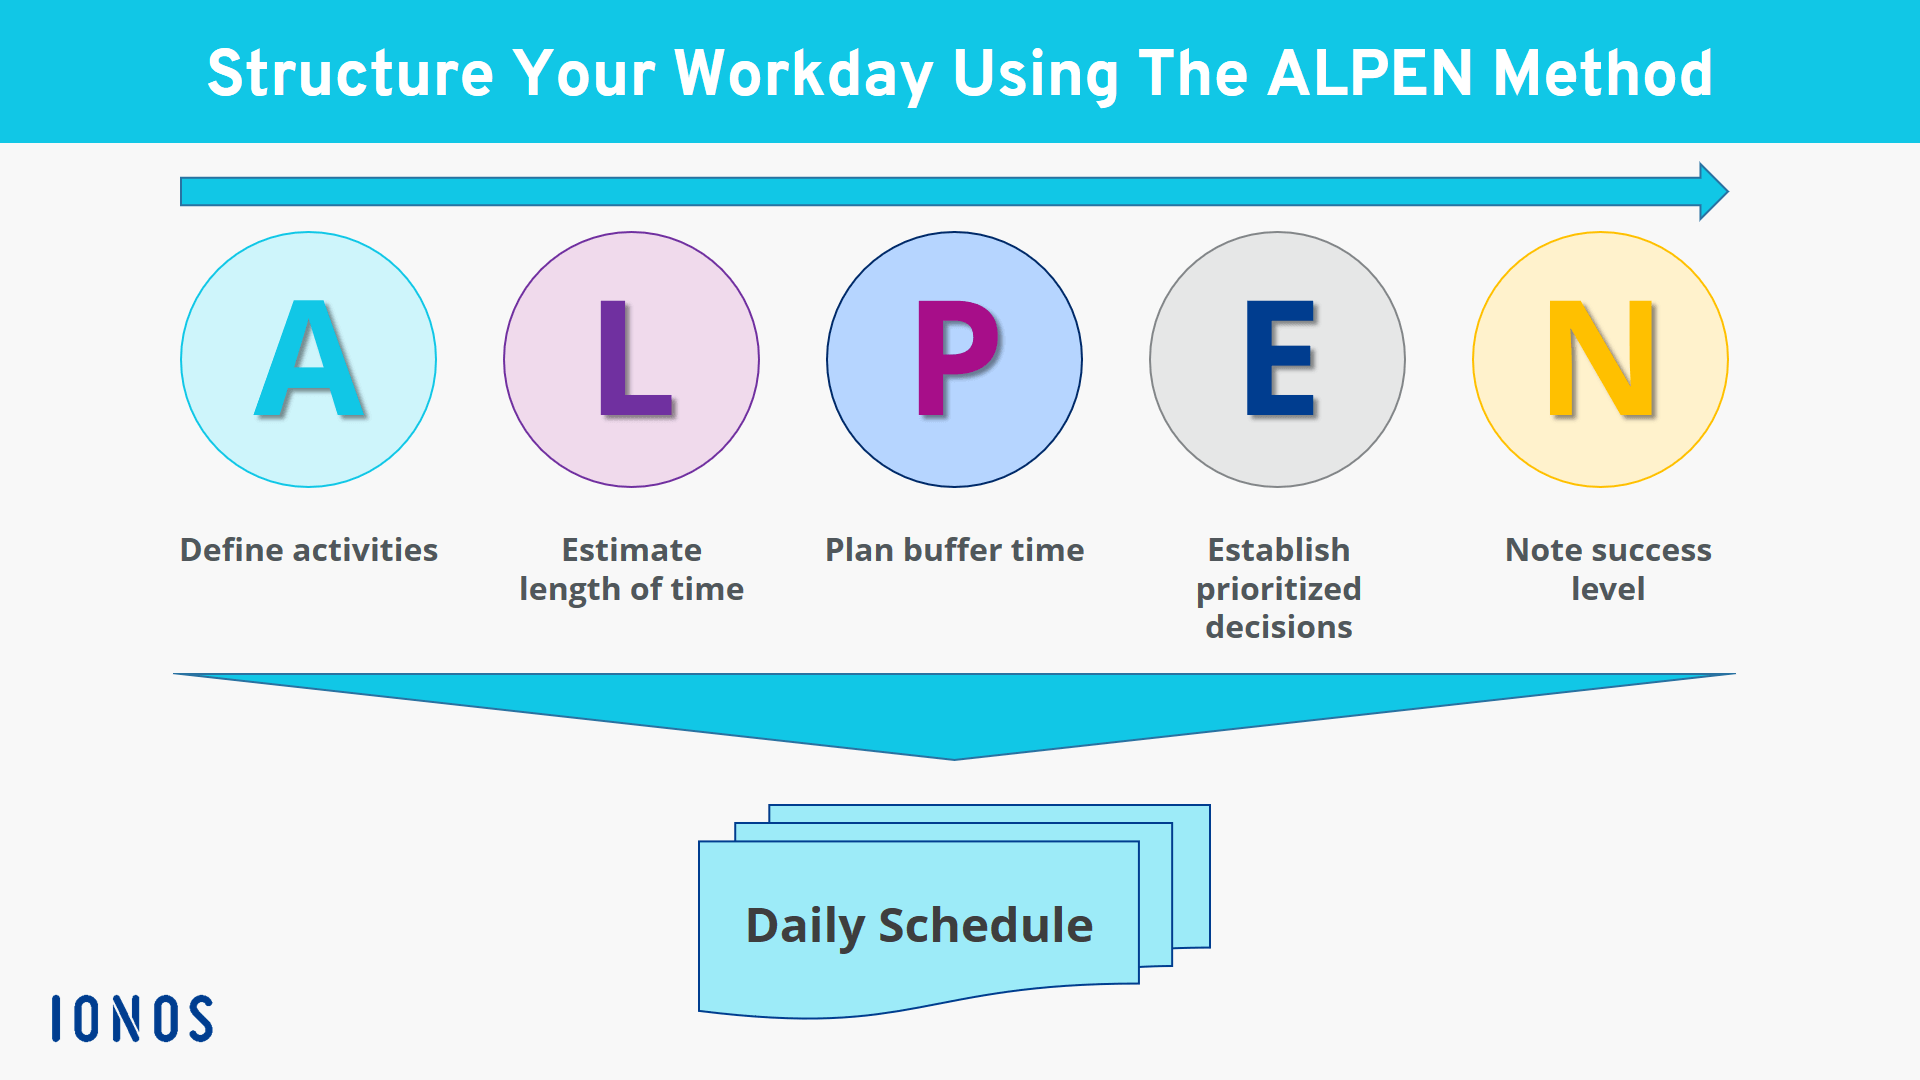 Structure Your Workday Using The ALPEN Method
A
L
P
E
N
Define activities
Estimate
length of time
Plan buffer time
Establish
prioritized
decisions
Note success
level
Daily Schedule
IONOS